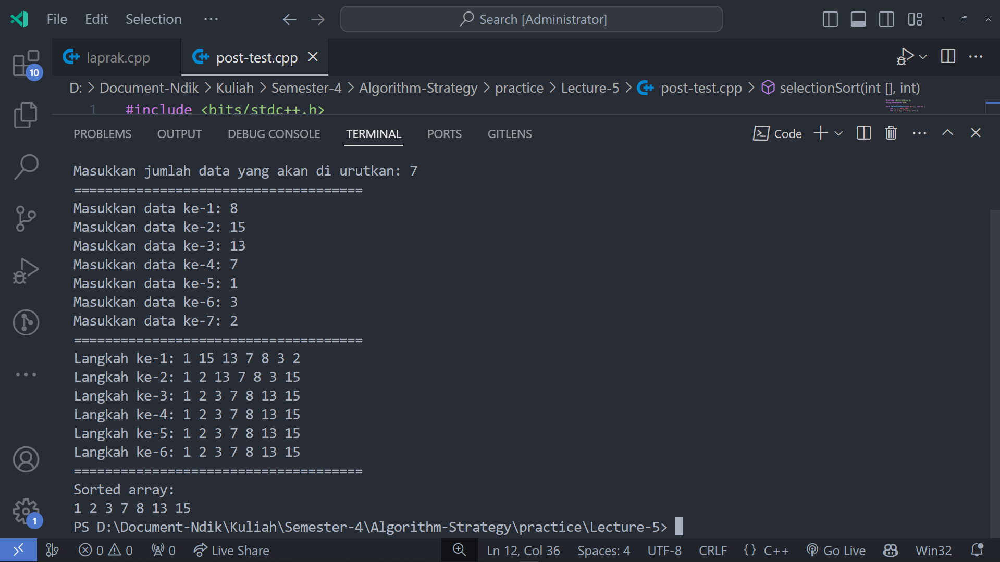 File Edit Selection ··· Search [Administrator]
10
laprak.cpp post-test.cpp
D: > Document-Ndik > Kuliah > Semester-4 > Algorithm-Strategy > practice > Lecture-5 > post-test.cpp > selectionSort(int [], int)
1 #include <bits/stdc++.h>
PROBLEMS OUTPUT DEBUG CONSOLE TERMINAL PORTS GITLENS Code
Masukkan jumlah data yang akan di urutkan: 7
=====================================
Masukkan data ke-1: 8
Masukkan data ke-2: 15
Masukkan data ke-3: 13
Masukkan data ke-4: 7
Masukkan data ke-5: 1
Masukkan data ke-6: 3
Masukkan data ke-7: 2
=====================================
Langkah ke-1: 1 15 13 7 8 3 2
Langkah ke-2: 1 2 13 7 8 3 15
Langkah ke-3: 1 2 3 7 8 13 15
Langkah ke-4: 1 2 3 7 8 13 15
Langkah ke-5: 1 2 3 7 8 13 15
Langkah ke-6: 1 2 3 7 8 13 15
=====================================
Sorted array:
1 2 3 7 8 13 15
1
PS D:\Document-Ndik\Kuliah\Semester-4\Algorithm-Strategy\practice\Lecture-5>
0 0 0 Live Share Ln 12, Col 36 Spaces: 4 UTF-8 CRLF {} C++ Go Live Win32